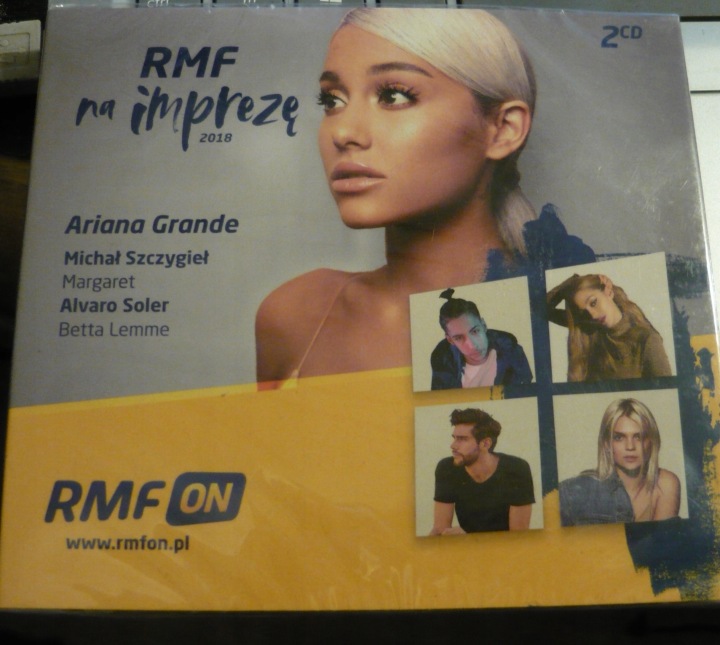 ctrl
RMF
na imprezę
2018
2CD
Ariana Grande
Michał Szczygieł
Margaret
Alvaro Soler
Betta Lemme
RMF ON
www.rmfon.pl